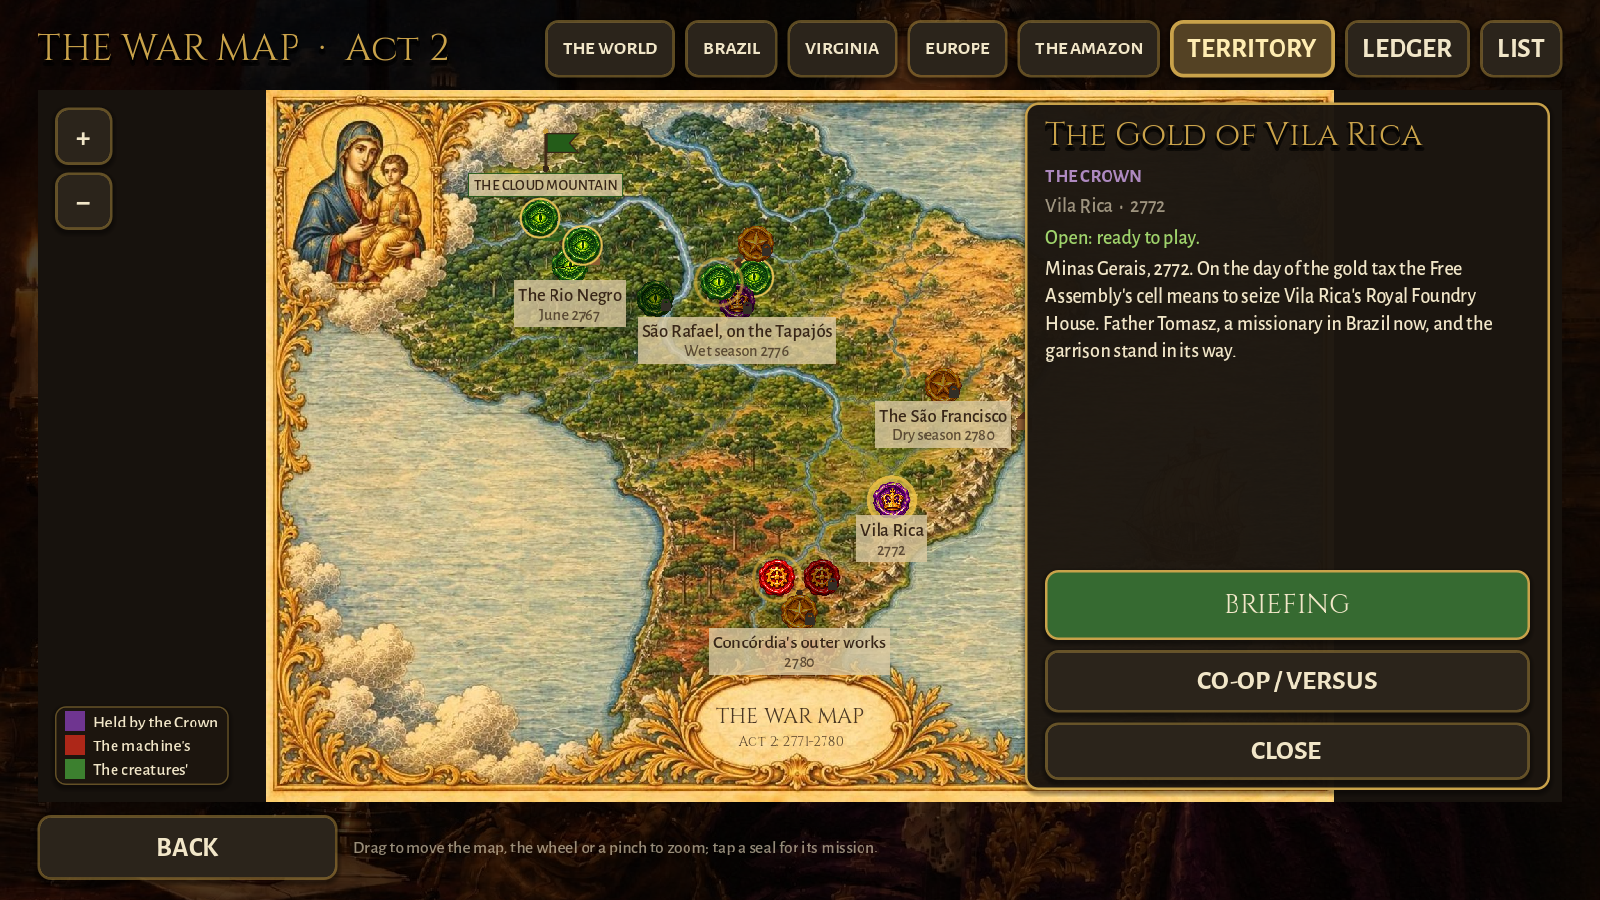 THE WAR MAP · ACT 2
THE WORLD
BRAZIL
VIRGINIA
EUROPE
THE AMAZON
TERRITORY
LEDGER
LIST
+
−
THE CLOUD MOUNTAIN
The Rio Negro
June 2767
São Rafael, on the Tapajós
Wet season 2776
The São Francisco
Dry season 2780
Vila Rica
2772
Concórdia's outer works
2780
THE WAR MAP
ACT 2: 2771-2780
Held by the Crown
The machine's
The creatures'
THE GOLD OF VILA RICA
THE CROWN
Vila Rica · 2772
Open: ready to play.
Minas Gerais, 2772. On the day of the gold tax the Free
Assembly's cell means to seize Vila Rica's Royal Foundry
House. Father Tomasz, a missionary in Brazil now, and the
garrison stand in its way.
BRIEFING
CO-OP / VERSUS
CLOSE
BACK
Drag to move the map, the wheel or a pinch to zoom; tap a seal for its mission.